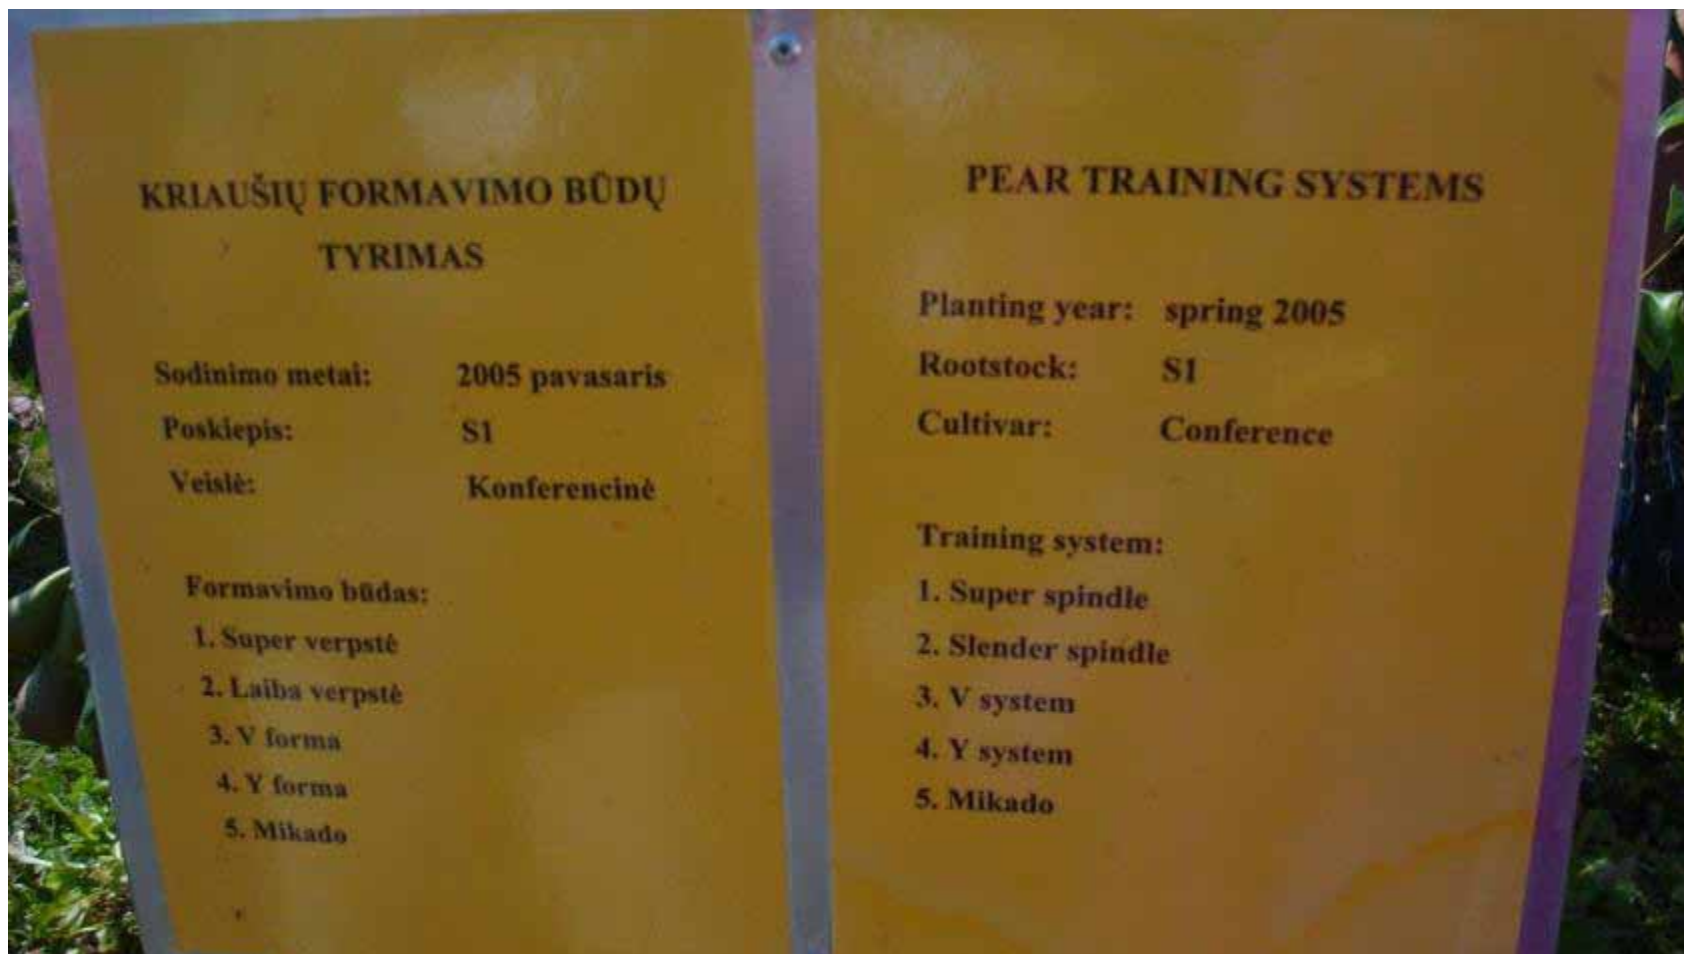 KRIAUŠIŲ FORMAVIMO BŪDŲ
TYRIMAS
Sodinimo metai: 2005 pavasaris
Poskiepis: S1
Veislė: Konferencinė
Formavimo būdas:
1. Super verpstė
2. Laiba verpstė
3. V forma
4. Y forma
5. Mikado
PEAR TRAINING SYSTEMS
Planting year: spring 2005
Rootstock: S1
Cultivar: Conference
Training system:
1. Super spindle
2. Slender spindle
3. V system
4. Y system
5. Mikado